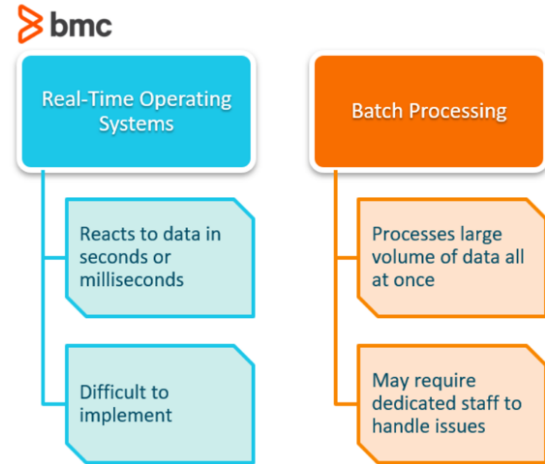 bmc
Real-Time Operating
Systems
Reacts to data in
seconds or
milliseconds
Difficult to
implement
Batch Processing
Processes large
volume of data all
at once
May require
dedicated staff to
handle issues